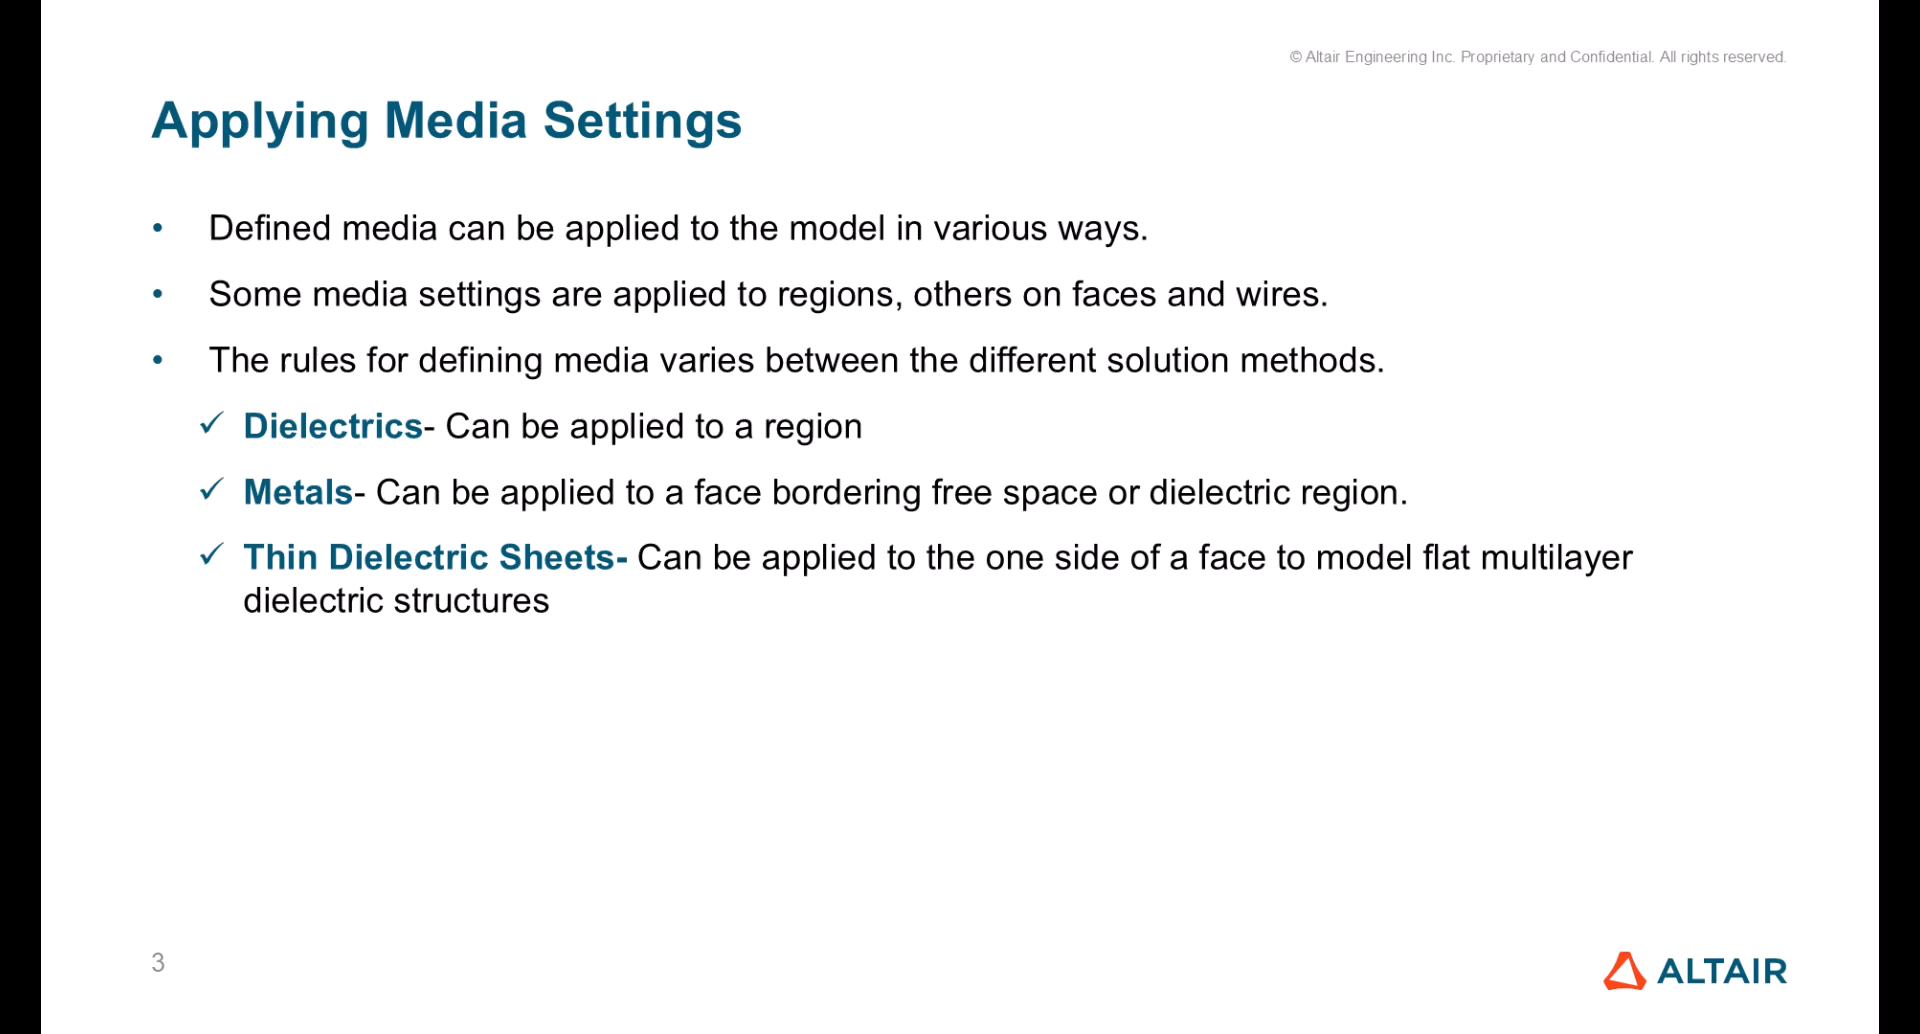 © Altair Engineering Inc. Proprietary and Confidential. All rights reserved.
Applying Media Settings
• Defined media can be applied to the model in various ways.
• Some media settings are applied to regions, others on faces and wires.
• The rules for defining media varies between the different solution methods.
✓ Dielectrics- Can be applied to a region
✓ Metals- Can be applied to a face bordering free space or dielectric region.
✓ Thin Dielectric Sheets- Can be applied to the one side of a face to model flat multilayer
dielectric structures
3
ALTAIR